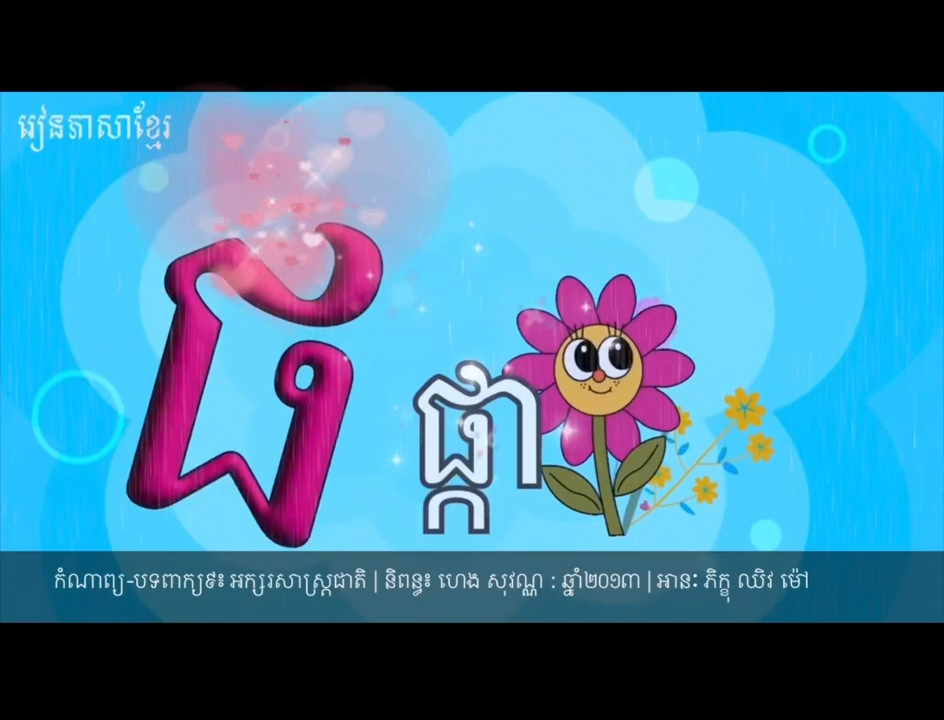 រៀនភាសាខ្មែរ
ផ
ផ្កា
កំណាព្យ-បទពាក្យ៩៖ អក្សរសាស្ត្រជាតិ | និពន្ធ៖ ហេង សុវណ្ណ : ឆ្នាំ២០១៣ | អានៈ ភិក្ខុ ឈិវ ម៉ៅ